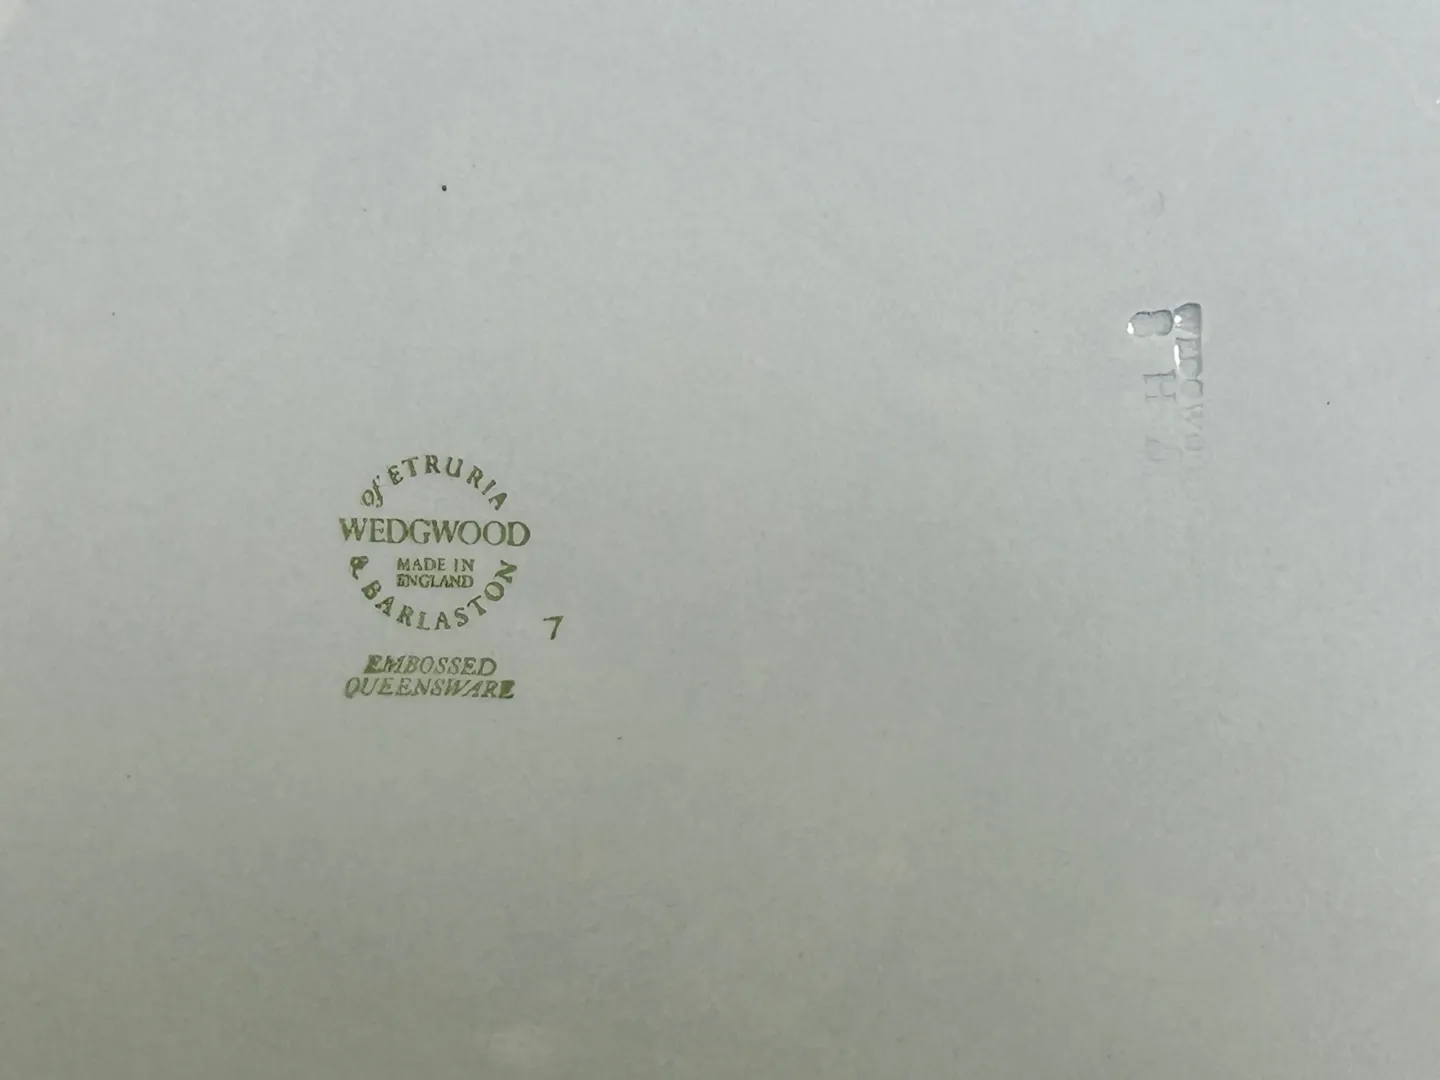 of ETRURIA
WEDGWOOD
MADE IN
ENGLAND
& BARLASTON
7
EMBOSSED
QUEENSWARE